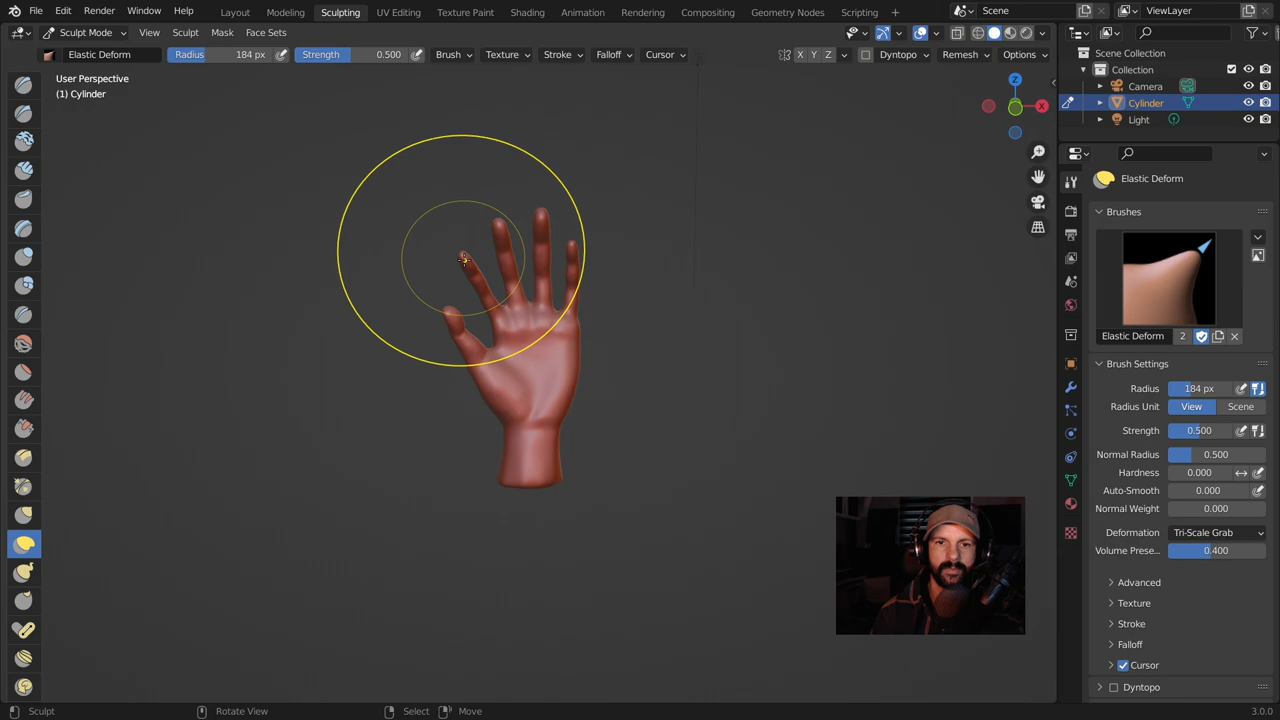 File Edit Render Window Help Layout Modeling Sculpting UV Editing Texture Paint Shading Animation Rendering Compositing Geometry Nodes Scripting + Scene ViewLayer
Sculpt Mode View Sculpt Mask Face Sets
Elastic Deform Radius 184 px Strength 0.500 Brush Texture Stroke Falloff Cursor X Y Z Dyntopo Remesh Options
User Perspective
(1) Cylinder
Z
X
Scene Collection
Collection
Camera
Cylinder
Light
Elastic Deform
Brushes
Elastic Deform 2
Brush Settings
Radius 184 px
Radius Unit View Scene
Strength 0.500
Normal Radius 0.500
Hardness 0.000
Auto-Smooth 0.000
Normal Weight 0.000
Deformation Tri-Scale Grab
Volume Prese... 0.400
Advanced
Texture
Stroke
Falloff
Cursor
Dyntopo
Sculpt Rotate View Select Move 3.0.0